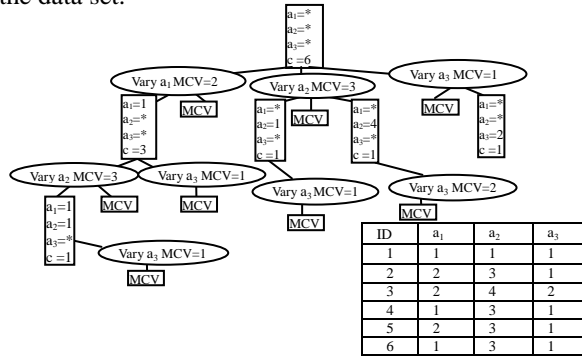 the data set.
a₁=*
a₂=*
a₃=*
c =6
Vary a₁ MCV=2
Vary a₂ MCV=3
Vary a₃ MCV=1
a₁=1
a₂=*
a₃=*
c =3
MCV
a₁=*
a₂=1
a₃=*
c =1
MCV
a₁=*
a₂=4
a₃=*
c =1
MCV
a₁=*
a₂=*
a₃=2
c =1
Vary a₂ MCV=3
Vary a₃ MCV=1
Vary a₃ MCV=1
Vary a₃ MCV=2
a₁=1
a₂=1
a₃=*
c =1
MCV
MCV
MCV
MCV
Vary a₃ MCV=1
MCV
ID a₁ a₂ a₃
1 1 1 1
2 2 3 1
3 2 4 2
4 1 3 1
5 2 3 1
6 1 3 1